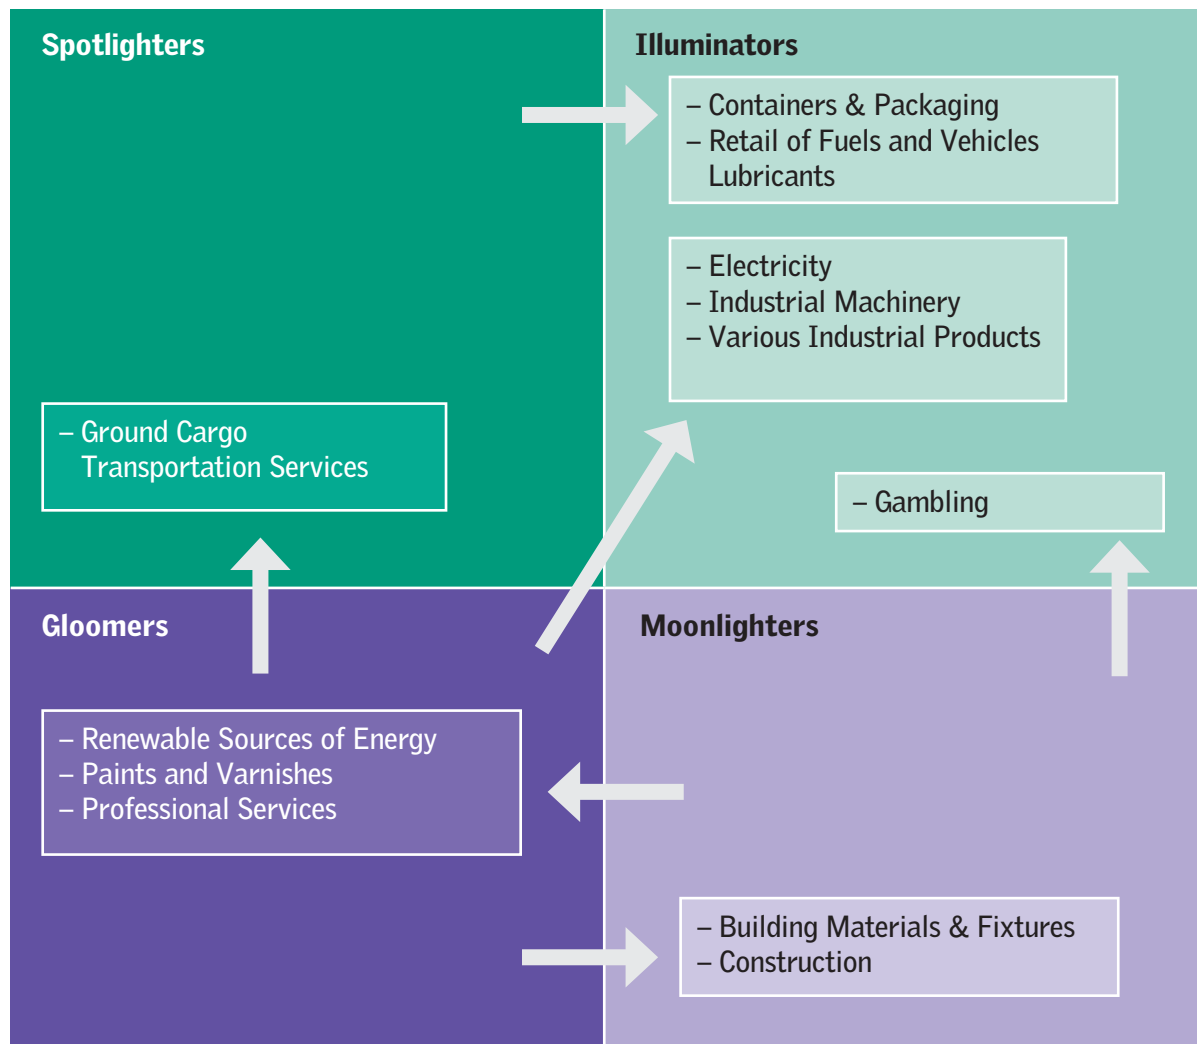 Spotlighters
– Ground Cargo
Transportation Services
Illuminators
– Containers & Packaging
– Retail of Fuels and Vehicles
Lubricants
– Electricity
– Industrial Machinery
– Various Industrial Products
– Gambling
Gloomers
– Renewable Sources of Energy
– Paints and Varnishes
– Professional Services
Moonlighters
– Building Materials & Fixtures
– Construction